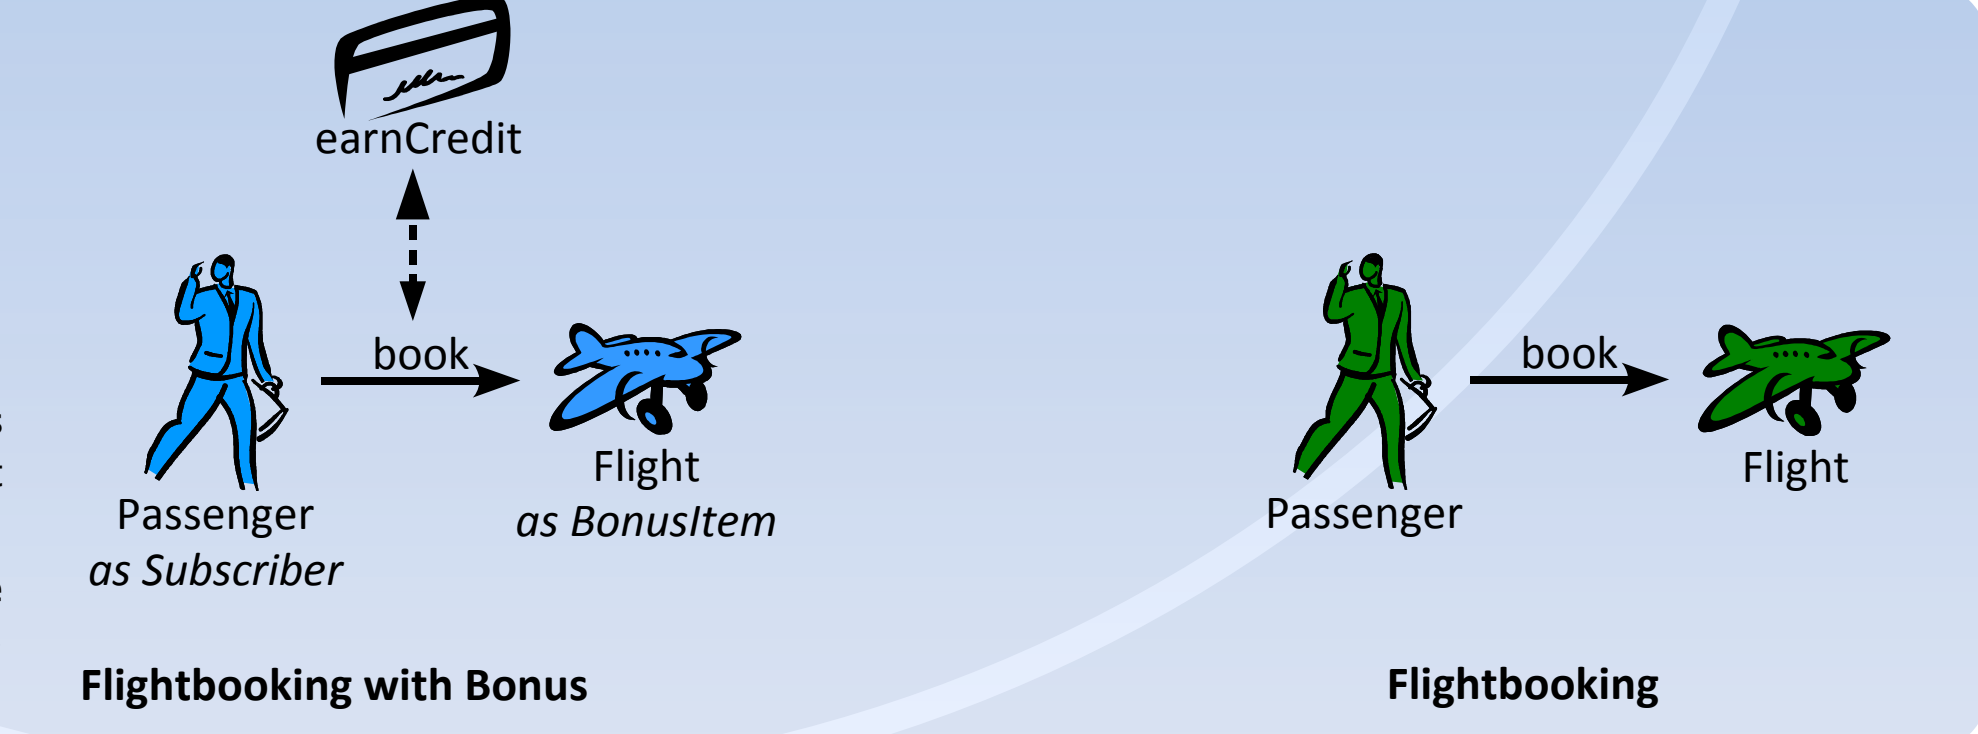 earnCredit
book
Flight
as BonusItem
Passenger
as Subscriber
Flightbooking with Bonus
book
Flight
Passenger
Flightbooking